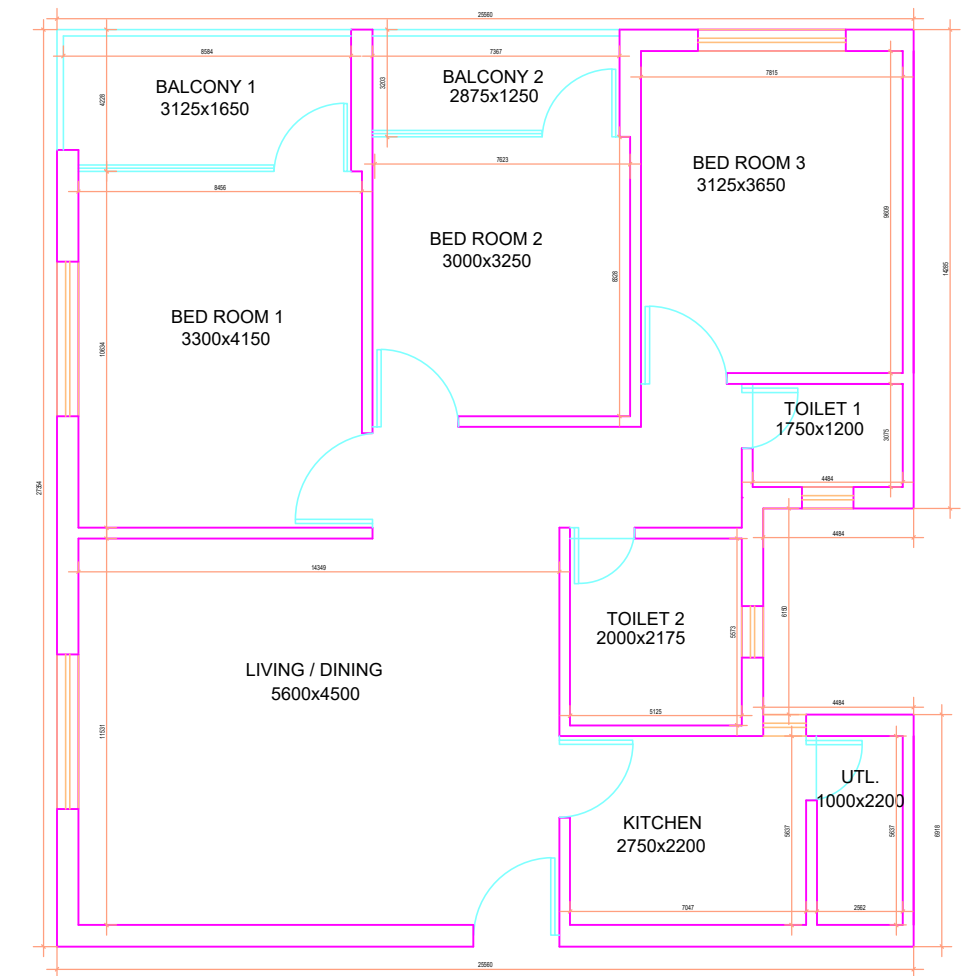 25560
8584
7367
7815
BALCONY 1
3125x1650
BALCONY 2
2875x1250
4228
3203
7623
BED ROOM 3
3125x3650
8456
9609
BED ROOM 2
3000x3250
14285
8328
BED ROOM 1
3300x4150
10634
TOILET 1
1750x1200
3075
4484
27354
4484
14349
6150
TOILET 2
2000x2175
5573
LIVING / DINING
5600x4500
4484
5125
11531
UTL.
1000x2200
KITCHEN
2750x2200
5637
5637
6918
7047
2562
25560